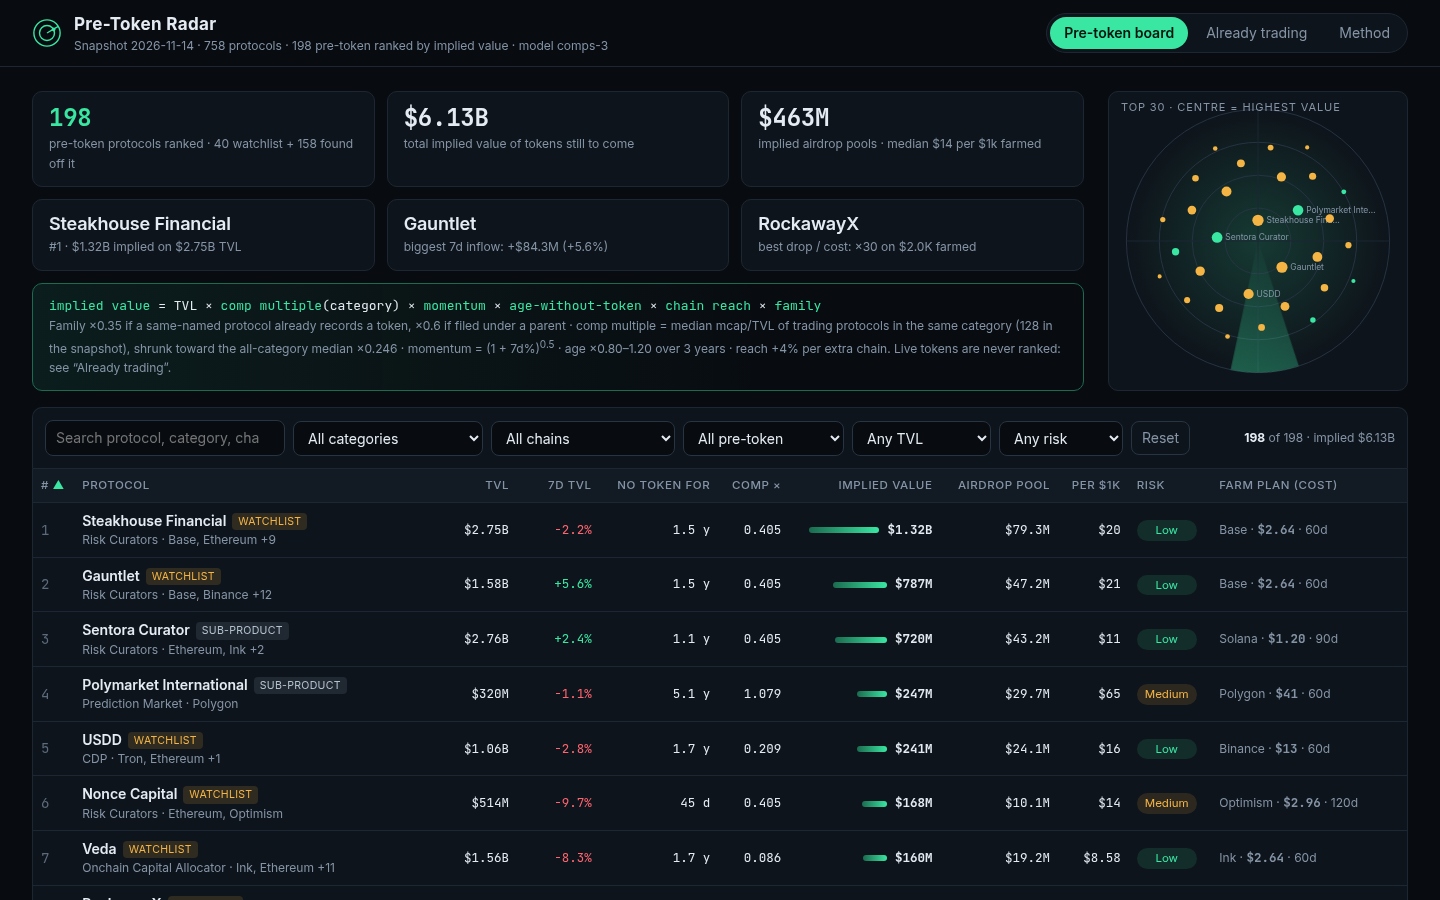 Pre-Token Radar
Snapshot 2026-11-14 · 758 protocols · 198 pre-token ranked by implied value · model comps-3
Pre-token board
Already trading
Method
198
pre-token protocols ranked · 40 watchlist + 158 found
off it
$6.13B
total implied value of tokens still to come
$463M
implied airdrop pools · median $14 per $1k farmed
Steakhouse Financial
#1 · $1.32B implied on $2.75B TVL
Gauntlet
biggest 7d inflow: +$84.3M (+5.6%)
RockawayX
best drop / cost: ×30 on $2.0K farmed
implied value = TVL × comp multiple(category) × momentum × age-without-token × chain reach × family
Family ×0.35 if a same-named protocol already records a token, ×0.6 if filed under a parent · comp multiple = median mcap/TVL of trading protocols in the same category (128 in
the snapshot), shrunk toward the all-category median ×0.246 · momentum = (1 + 7d%)^0.5 · age ×0.80–1.20 over 3 years · reach +4% per extra chain. Live tokens are never ranked:
see “Already trading”.
TOP 30 · CENTRE = HIGHEST VALUE
Polymarket Inte…
Steakhouse Fin…
Sentora Curator
Gauntlet
USDD
Search protocol, category, cha
All categories
All chains
All pre-token
Any TVL
Any risk
Reset
198 of 198 · implied $6.13B
# ▲ PROTOCOL TVL 7D TVL NO TOKEN FOR COMP × IMPLIED VALUE AIRDROP POOL PER $1K RISK FARM PLAN (COST)
1 Steakhouse Financial WATCHLIST $2.75B -2.2% 1.5 y 0.405 $1.32B $79.3M $20 Low Base · $2.64 · 60d
Risk Curators · Base, Ethereum +9
2 Gauntlet WATCHLIST $1.58B +5.6% 1.5 y 0.405 $787M $47.2M $21 Low Base · $2.64 · 60d
Risk Curators · Base, Binance +12
3 Sentora Curator SUB-PRODUCT $2.76B +2.4% 1.1 y 0.405 $720M $43.2M $11 Low Solana · $1.20 · 90d
Risk Curators · Ethereum, Ink +2
4 Polymarket International SUB-PRODUCT $320M -1.1% 5.1 y 1.079 $247M $29.7M $65 Medium Polygon · $41 · 60d
Prediction Market · Polygon
5 USDD WATCHLIST $1.06B -2.8% 1.7 y 0.209 $241M $24.1M $16 Low Binance · $13 · 60d
CDP · Tron, Ethereum +1
6 Nonce Capital WATCHLIST $514M -9.7% 45 d 0.405 $168M $10.1M $14 Medium Optimism · $2.96 · 120d
Risk Curators · Ethereum, Optimism
7 Veda WATCHLIST $1.56B -8.3% 1.7 y 0.086 $160M $19.2M $8.58 Low Ink · $2.64 · 60d
Onchain Capital Allocator · Ink, Ethereum +11